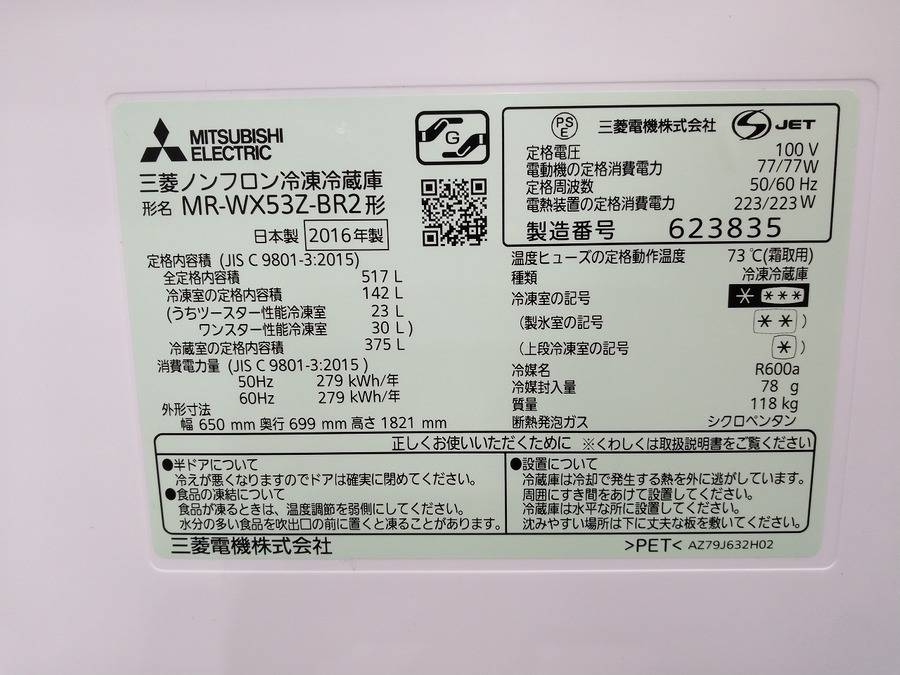 MITSUBISHI
ELECTRIC
G
三菱ノンフロン冷凍冷蔵庫
形名 MR-WX53Z-BR2形
日本製 2016年製
定格内容積 (JIS C 9801-3:2015)
全定格内容積 517 L
冷凍室の定格内容積 142 L
(うちツースター性能冷凍室 23 L
ワンスター性能冷凍室 30 L)
冷蔵室の定格内容積 375 L
消費電力量 (JIS C 9801-3:2015)
50Hz 279 kWh/年
60Hz 279 kWh/年
外形寸法
幅 650 mm 奥行 699 mm 高さ 1821 mm
PS
E 三菱電機株式会社 JET
定格電圧 100 V
電動機の定格消費電力 77/77W
定格周波数 50/60 Hz
電熱装置の定格消費電力 223/223 W
製造番号 623835
温度ヒューズの定格動作温度 73℃(霜取用)
種類 冷凍冷蔵庫
冷凍室の記号 * ***
(製氷室の記号 ** )
(上段冷凍室の記号 * )
冷媒名 R600a
冷媒封入量 78 g
質量 118 kg
断熱発泡ガス シクロペンタン
正しくお使いいただくために ※くわしくは取扱説明書をご覧ください
●半ドアについて
冷えが悪くなりますのでドアは確実に閉めてください。
●食品の凍結について
食品が凍るときは、温度調節を弱側にしてください。
水分の多い食品を吹出口の前に置くと凍ることがあります。
●設置について
冷蔵庫は冷却で発生する熱を外に逃がしています。
周囲にすき間をあけて設置してください。
冷蔵庫は水平な所に設置してください。
沈みやすい場所は下に丈夫な板を敷いてください。
三菱電機株式会社 >PET< AZ79J632H02